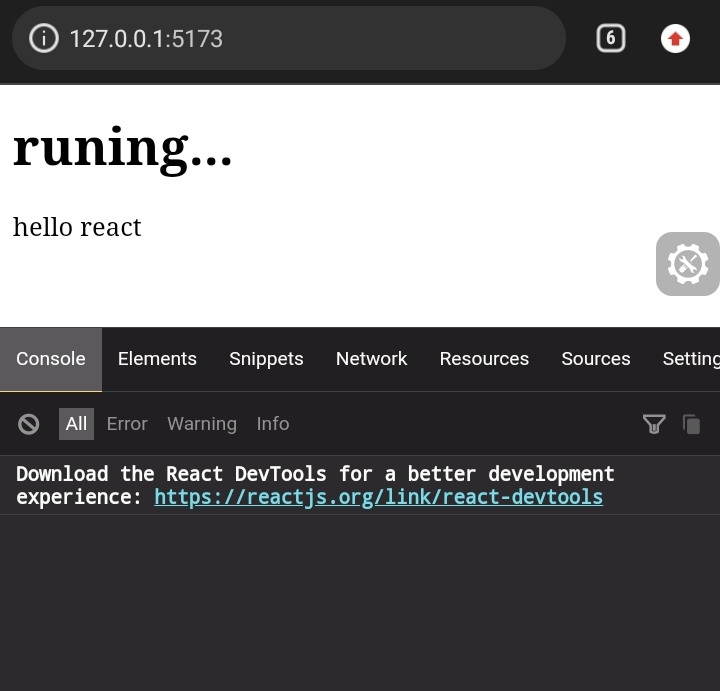 127.0.0.1:5173
6
runing...
hello react
Console Elements Snippets Network Resources Sources Setting
All Error Warning Info
Download the React DevTools for a better development
experience: https://reactjs.org/link/react-devtools